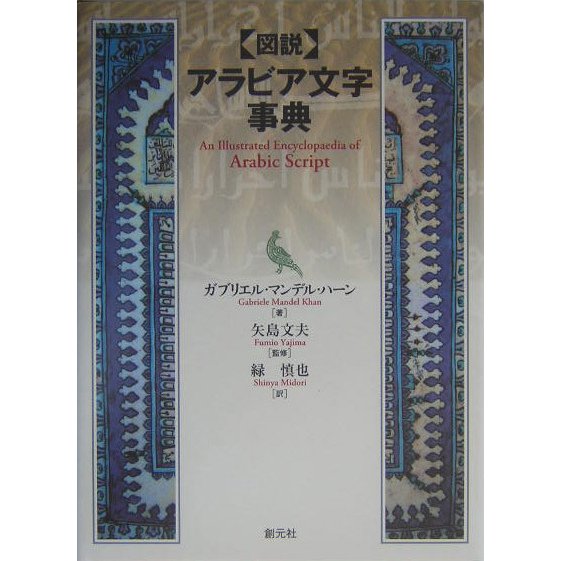 【図説】
アラビア文字
事典
An Illustrated Encyclopaedia of
Arabic Script
ガブリエル・マンデル・ハーン
Gabriele Mandel Khan
［著］
矢島文夫
Fumio Yajima
［監修］
緑 慎也
Shinya Midori
［訳］
創元社